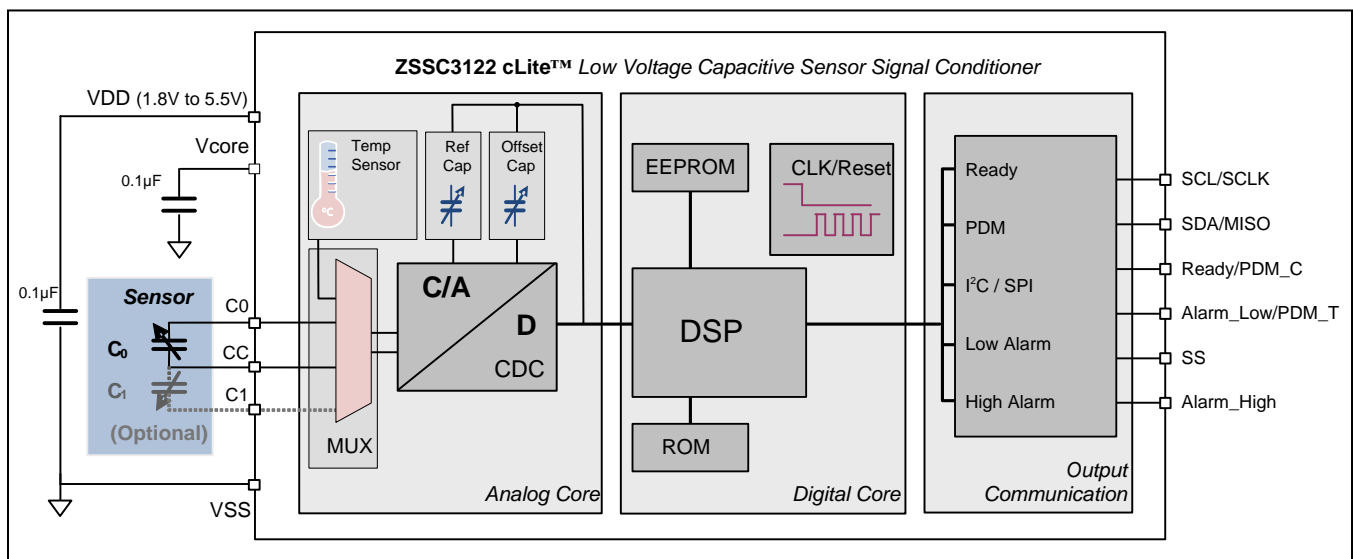 ZSSC3122 cLite™ Low Voltage Capacitive Sensor Signal Conditioner
VDD (1.8V to 5.5V)
Vcore
0.1µF
0.1µF
Sensor
C0
C0
CC
C1
C1
(Optional)
VSS
Temp
Sensor
ºC
Ref
Cap
Offset
Cap
C/A
D
CDC
MUX
Analog Core
EEPROM
CLK/Reset
DSP
ROM
Digital Core
Ready
PDM
I²C / SPI
Low Alarm
High Alarm
Output
Communication
SCL/SCLK
SDA/MISO
Ready/PDM_C
Alarm_Low/PDM_T
SS
Alarm_High